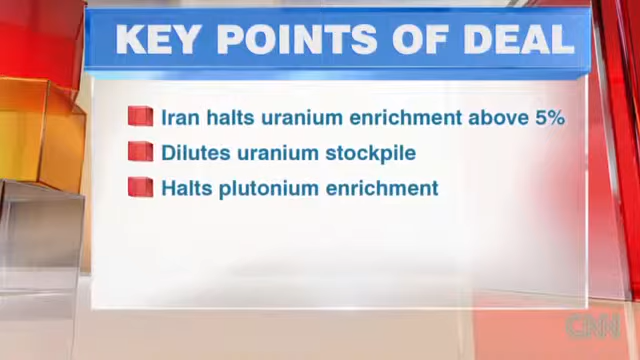 KEY POINTS OF DEAL
Iran halts uranium enrichment above 5%
Dilutes uranium stockpile
Halts plutonium enrichment
CNN